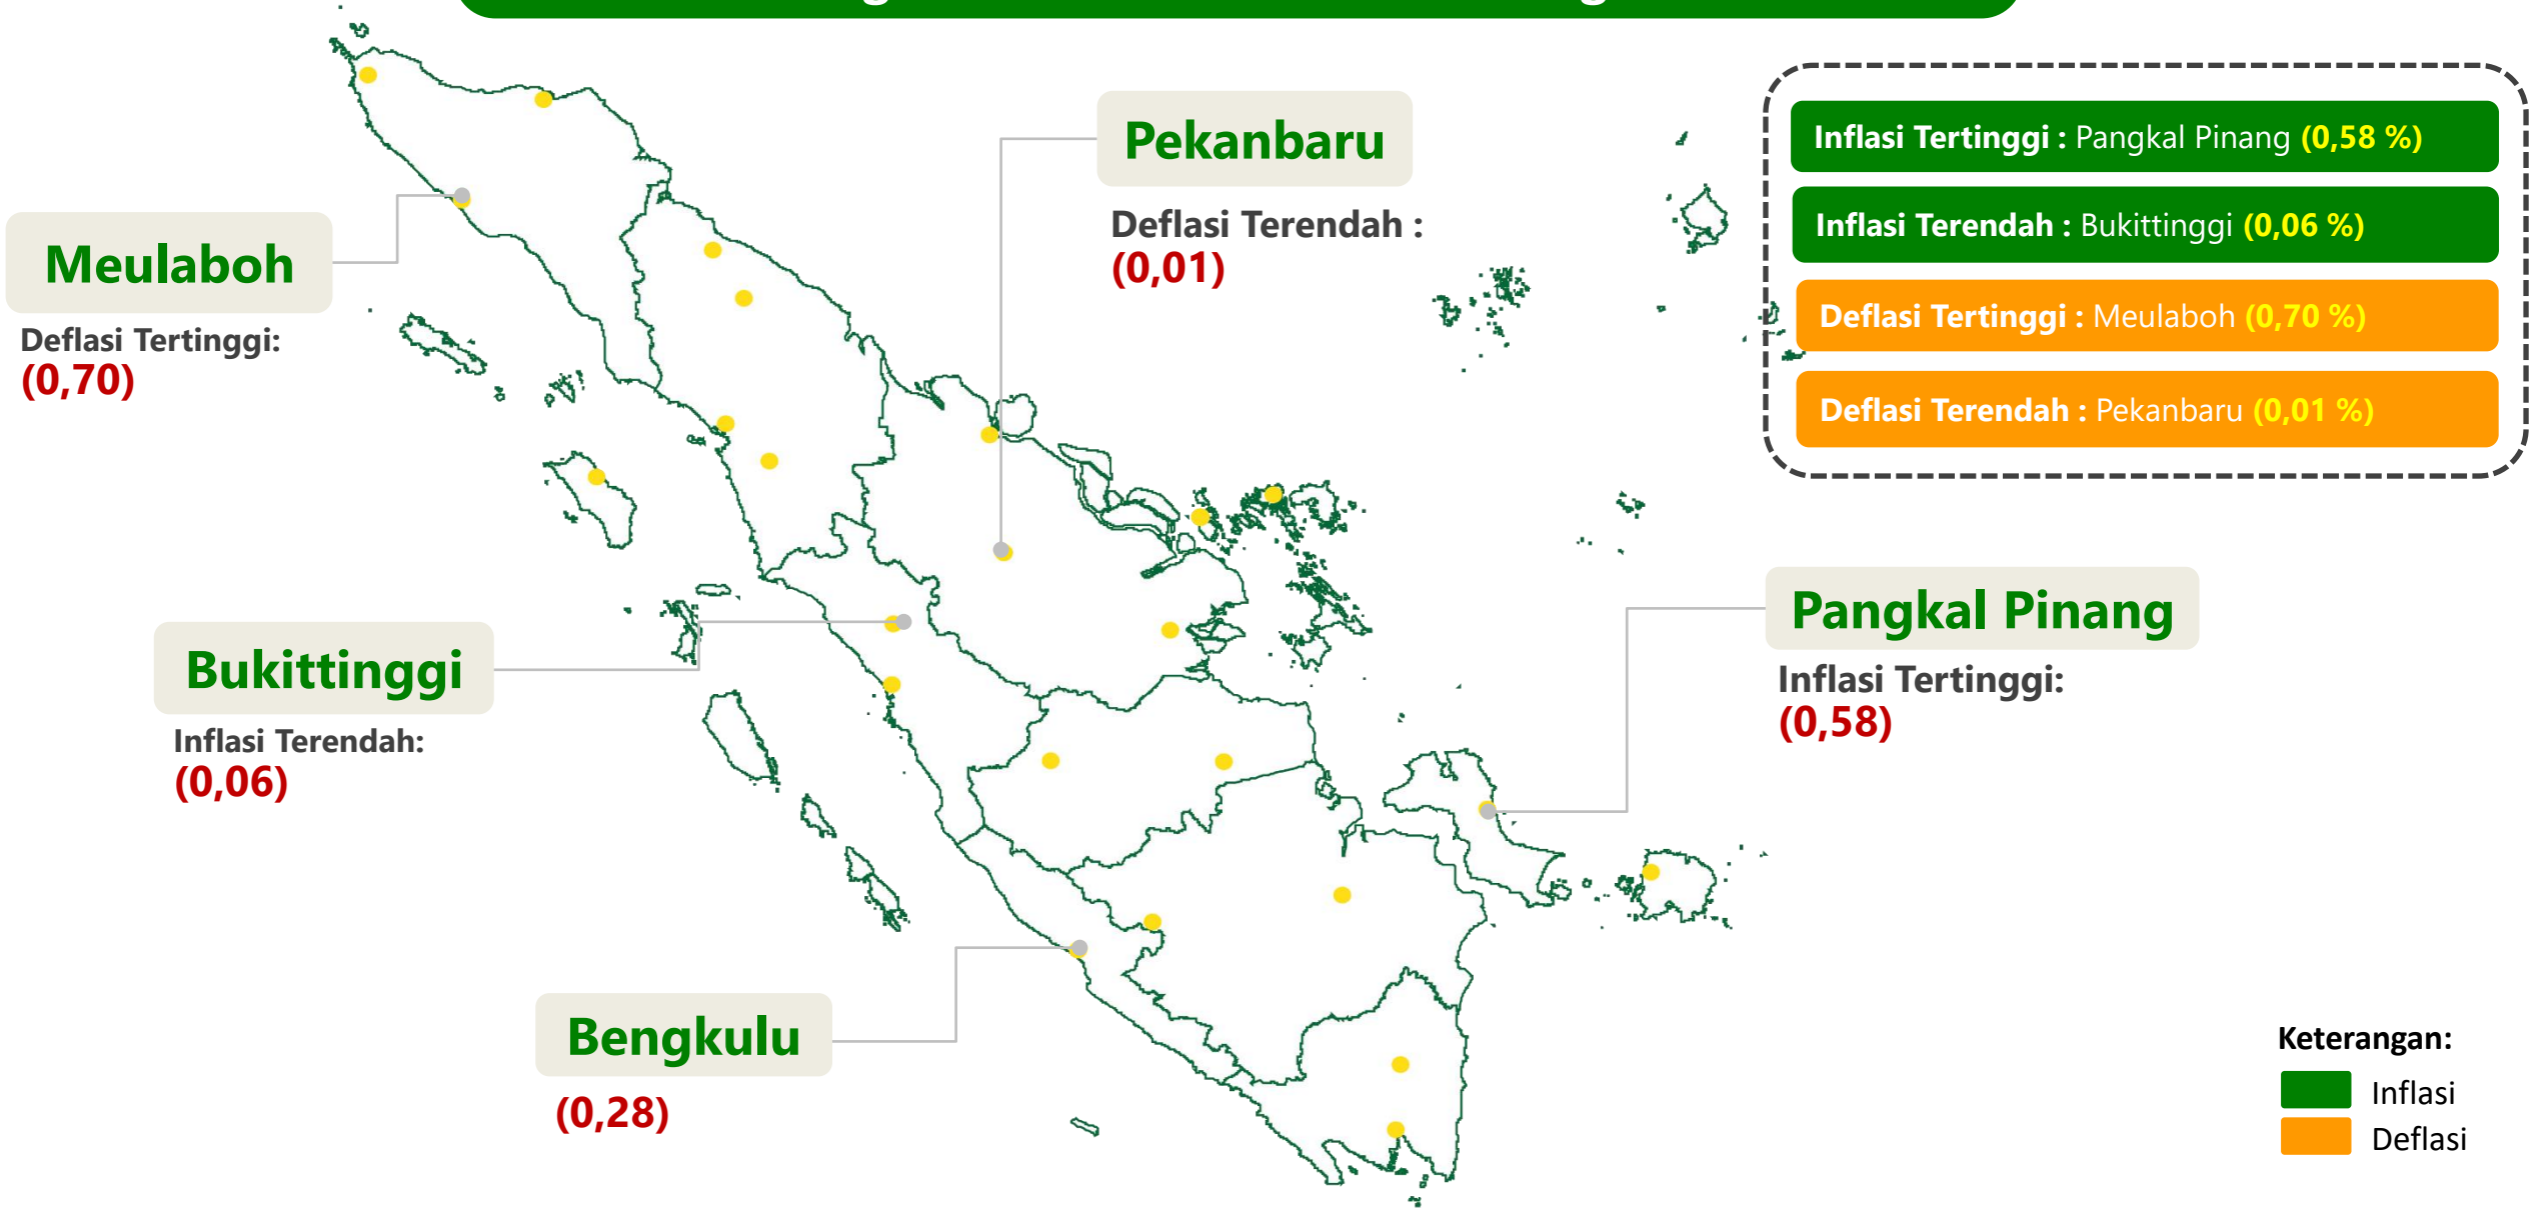 Pekanbaru
Deflasi Terendah :
(0,01)
Inflasi Tertinggi : Pangkal Pinang (0,58 %)
Inflasi Terendah : Bukittinggi (0,06 %)
Deflasi Tertinggi : Meulaboh (0,70 %)
Deflasi Terendah : Pekanbaru (0,01 %)
Meulaboh
Deflasi Tertinggi:
(0,70)
Pangkal Pinang
Inflasi Tertinggi:
(0,58)
Bukittinggi
Inflasi Terendah:
(0,06)
Bengkulu
(0,28)
Keterangan:
Inflasi
Deflasi